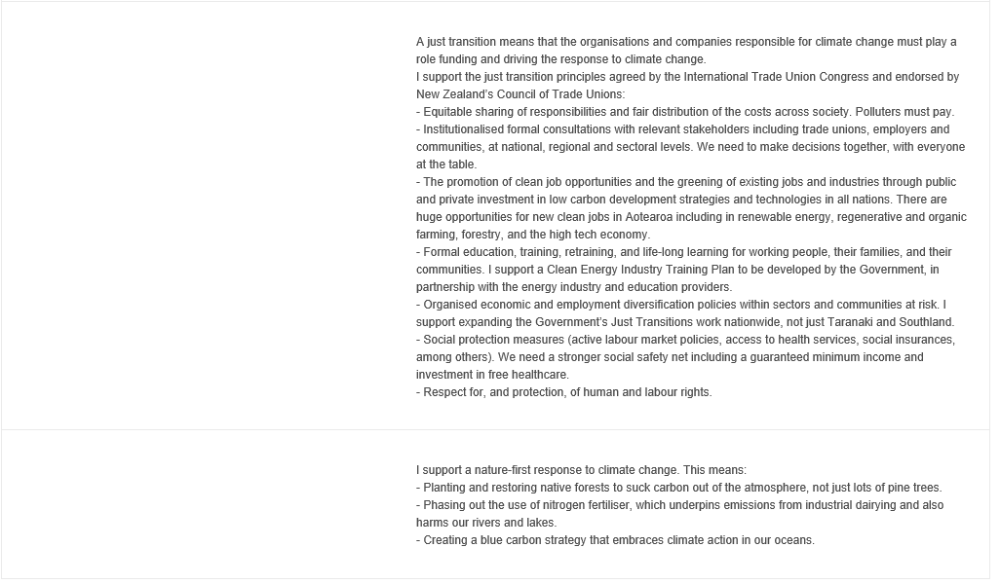 A just transition means that the organisations and companies responsible for climate change must play a
role funding and driving the response to climate change.
I support the just transition principles agreed by the International Trade Union Congress and endorsed by
New Zealand's Council of Trade Unions:
- Equitable sharing of responsibilities and fair distribution of the costs across society. Polluters must pay.
- Institutionalised formal consultations with relevant stakeholders including trade unions, employers and
communities, at national, regional and sectoral levels. We need to make decisions together, with everyone
at the table.
- The promotion of clean job opportunities and the greening of existing jobs and industries through public
and private investment in low carbon development strategies and technologies in all nations. There are
huge opportunities for new clean jobs in Aotearoa including in renewable energy, regenerative and organic
farming, forestry, and the high tech economy.
- Formal education, training, retraining, and life-long learning for working people, their families, and their
communities. I support a Clean Energy Industry Training Plan to be developed by the Government, in
partnership with the energy industry and education providers.
- Organised economic and employment diversification policies within sectors and communities at risk. I
support expanding the Government's Just Transitions work nationwide, not just Taranaki and Southland.
- Social protection measures (active labour market policies, access to health services, social insurances,
among others). We need a stronger social safety net including a guaranteed minimum income and
investment in free healthcare.
- Respect for, and protection, of human and labour rights.
I support a nature-first response to climate change. This means:
- Planting and restoring native forests to suck carbon out of the atmosphere, not just lots of pine trees.
- Phasing out the use of nitrogen fertiliser, which underpins emissions from industrial dairying and also
harms our rivers and lakes.
- Creating a blue carbon strategy that embraces climate action in our oceans.